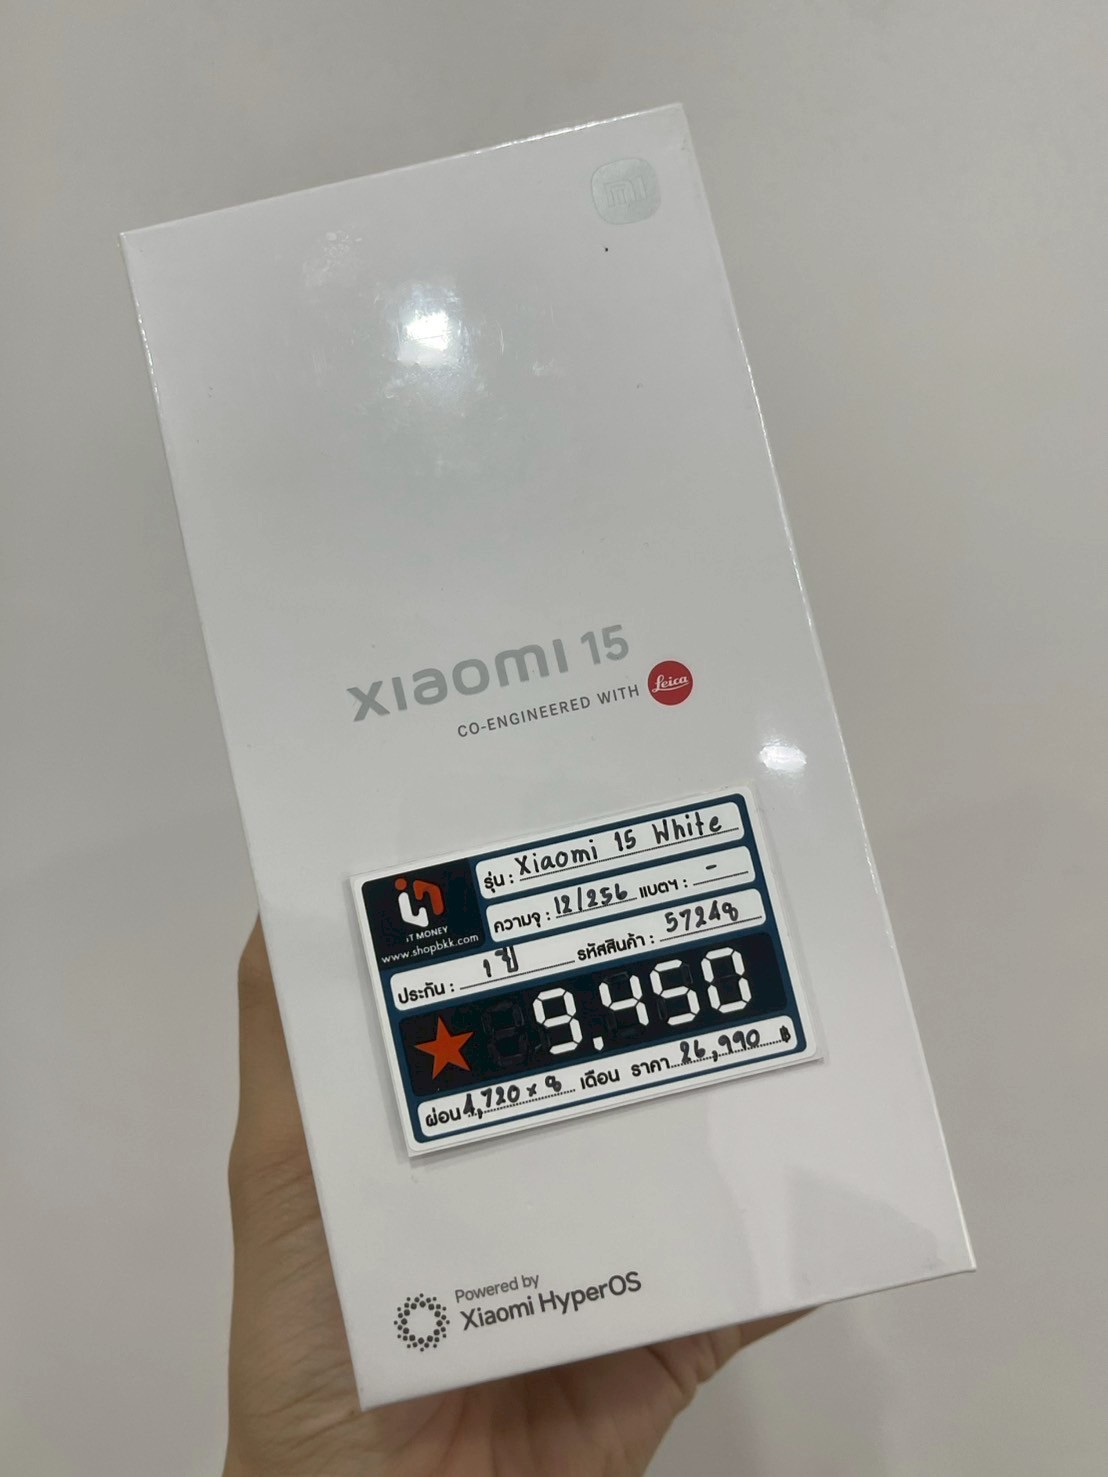 mi
xiaomi 15
CO-ENGINEERED WITH Leica
รุ่น : Xiaomi 15 White
ความจุ : 12/256 แบตฯ : -
iT MONEY
www.shopbkk.com
ประกัน : 1 ปี รหัสสินค้า : 57248
9,450
ผ่อน 1,720 x 8 เดือน ราคา 26,990 ฿
Powered by
Xiaomi HyperOS